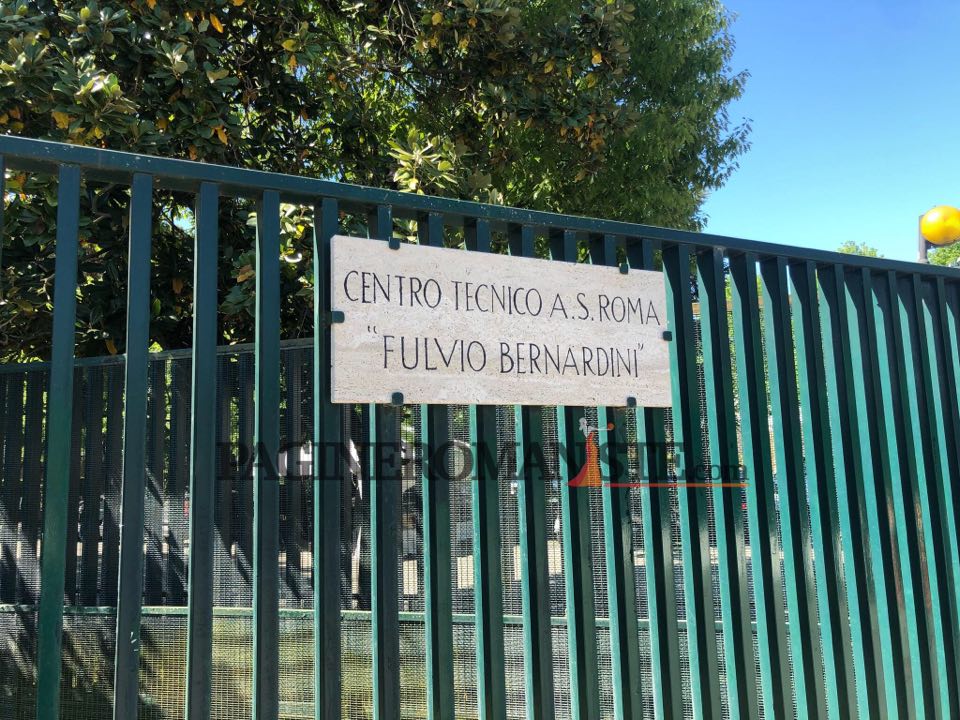 CENTRO TECNICO A.S. ROMA
"FULVIO BERNARDINI"
PAGINEROMANISTE.com